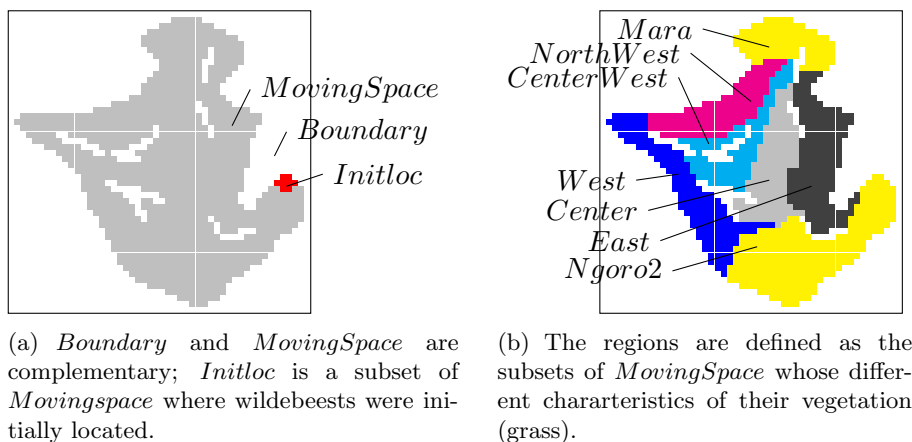 MovingSpace
Boundary
Initloc
Mara
NorthWest
CenterWest
West
Center
East
Ngoro2
(a) Boundary and MovingSpace are
complementary; Initloc is a subset of
Movingspace where wildebeests were ini-
tially located.
(b) The regions are defined as the
subsets of MovingSpace whose differ-
ent chararteristics of their vegetation
(grass).